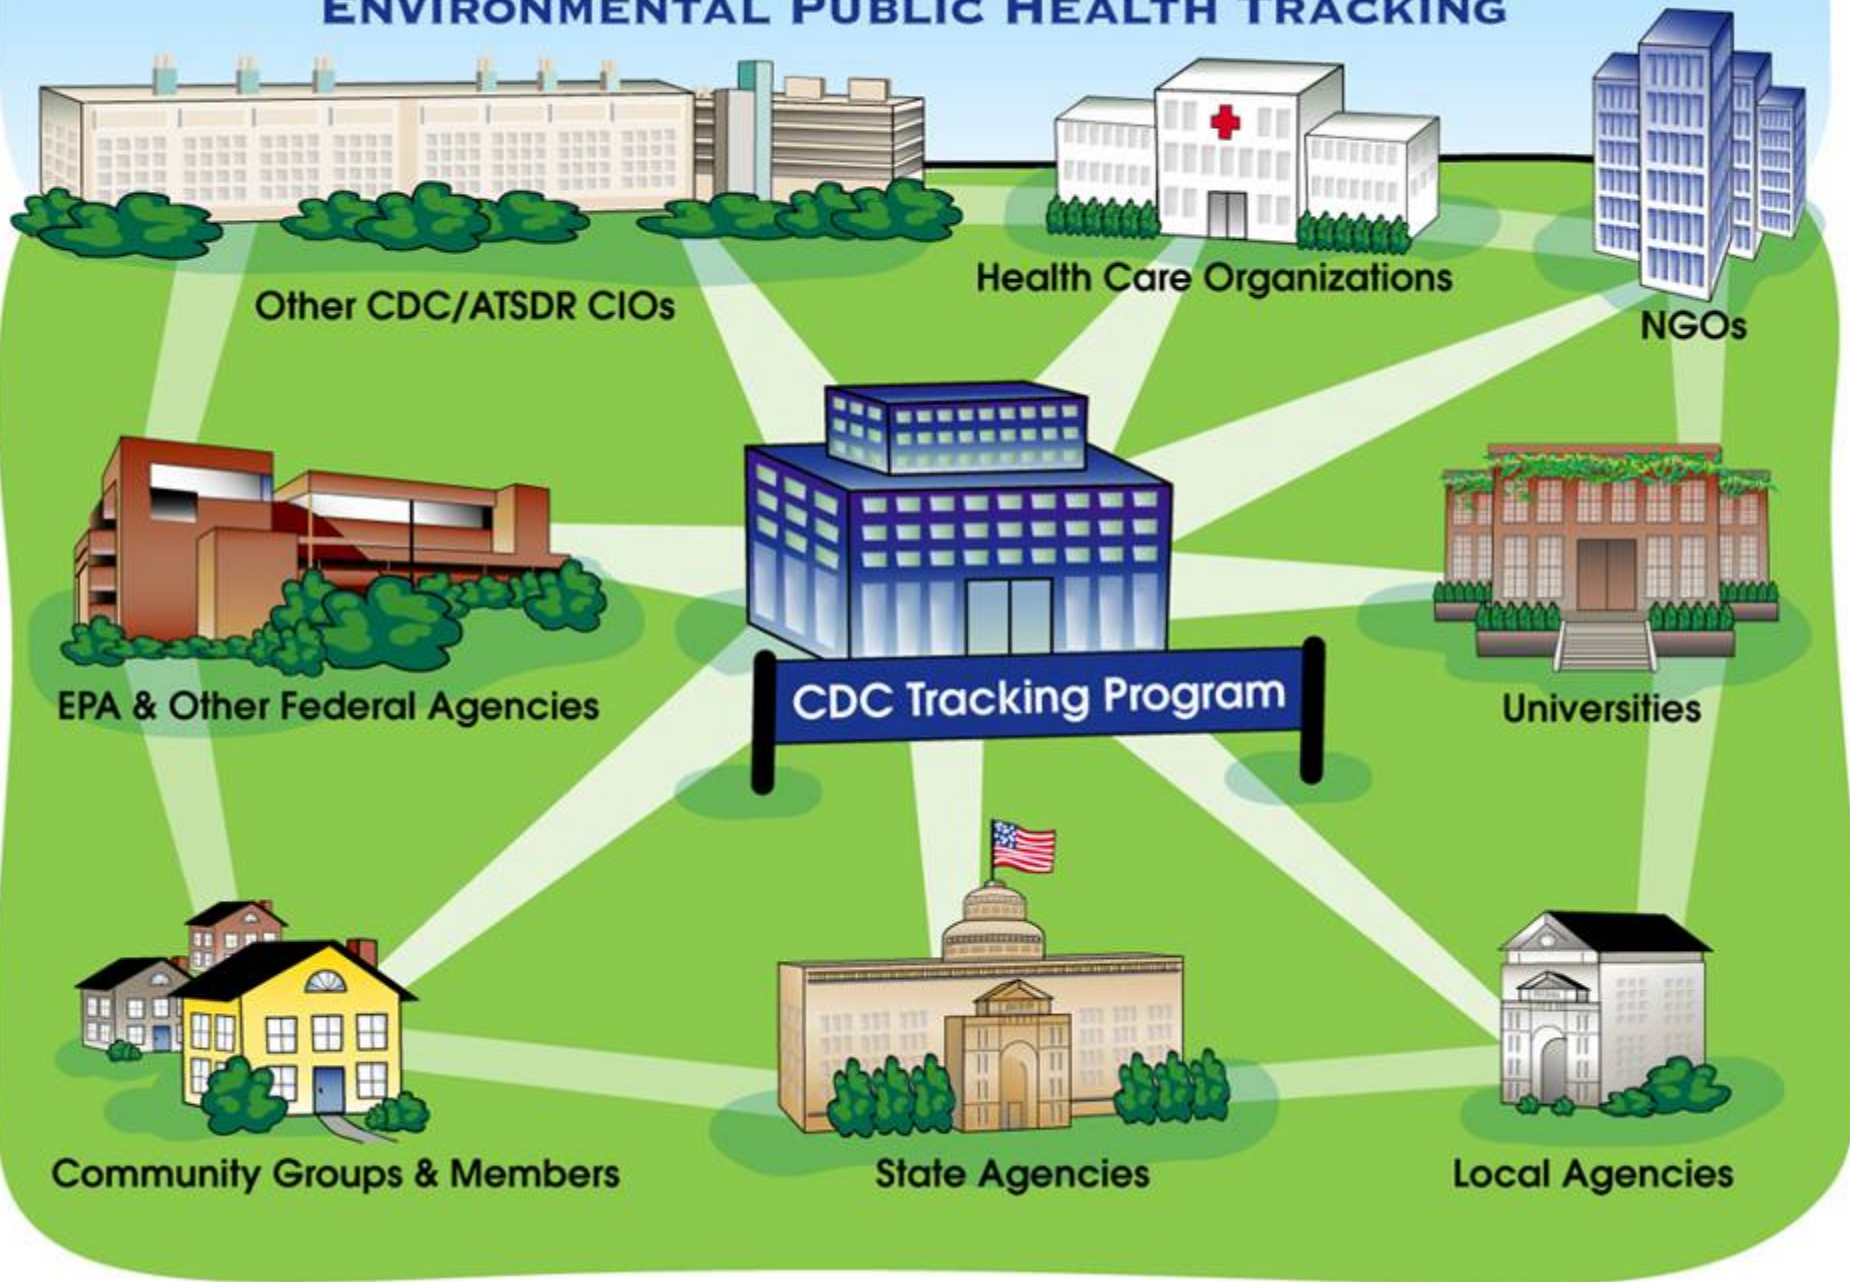 ENVIRONMENTAL PUBLIC HEALTH TRACKING
Other CDC/ATSDR CIOs
Health Care Organizations
NGOs
EPA & Other Federal Agencies
CDC Tracking Program
Universities
Community Groups & Members
State Agencies
Local Agencies